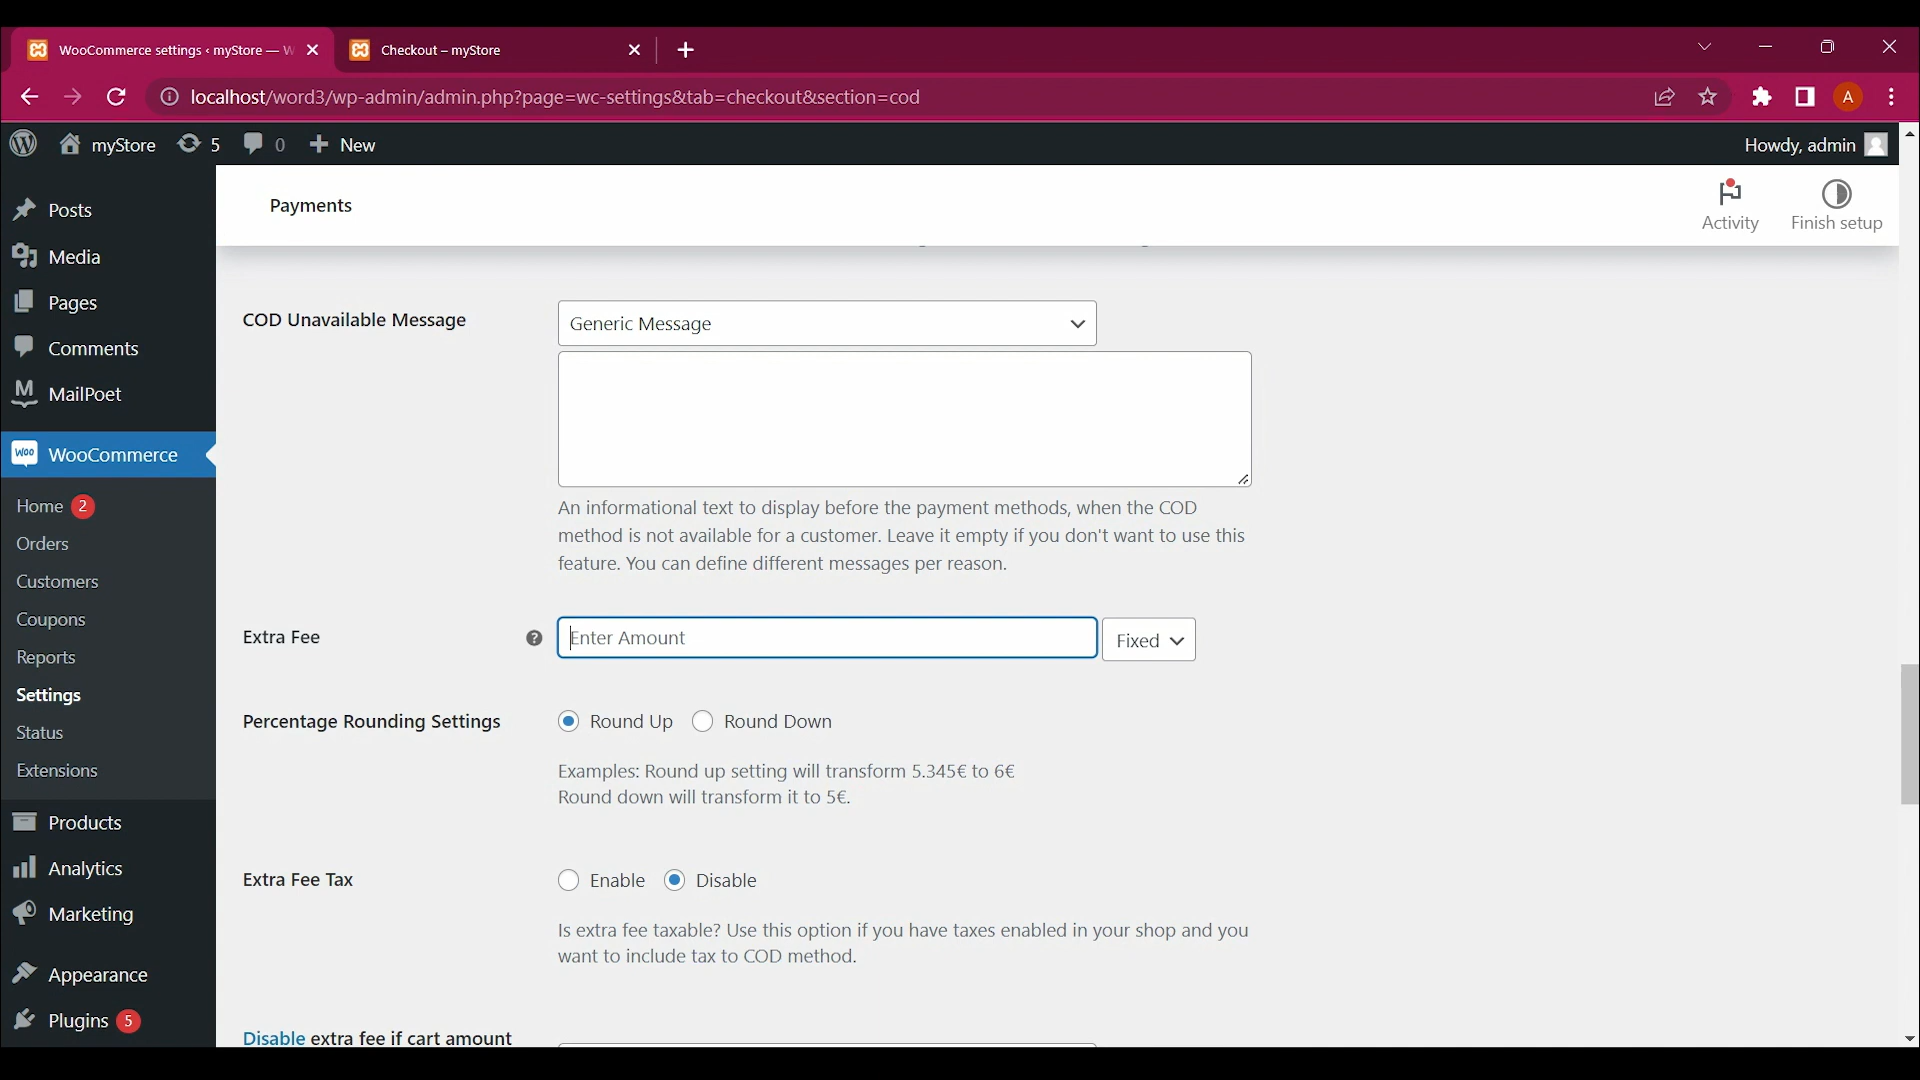 WooCommerce settings ‹ myStore — W
Checkout – myStore
localhost/word3/wp-admin/admin.php?page=wc-settings&tab=checkout&section=cod
A
myStore 5 0 New
Howdy, admin
Posts
Media
Pages
Comments
MailPoet
WooCommerce
Home 2
Orders
Customers
Coupons
Reports
Settings
Status
Extensions
Products
Analytics
Marketing
Appearance
Plugins 5
Payments
Activity
Finish setup
COD Unavailable Message
Generic Message
An informational text to display before the payment methods, when the COD
method is not available for a customer. Leave it empty if you don't want to use this
feature. You can define different messages per reason.
Extra Fee
Enter Amount
Fixed
Percentage Rounding Settings
Round Up Round Down
Examples: Round up setting will transform 5.345€ to 6€
Round down will transform it to 5€.
Extra Fee Tax
Enable Disable
Is extra fee taxable? Use this option if you have taxes enabled in your shop and you
want to include tax to COD method.
Disable extra fee if cart amount